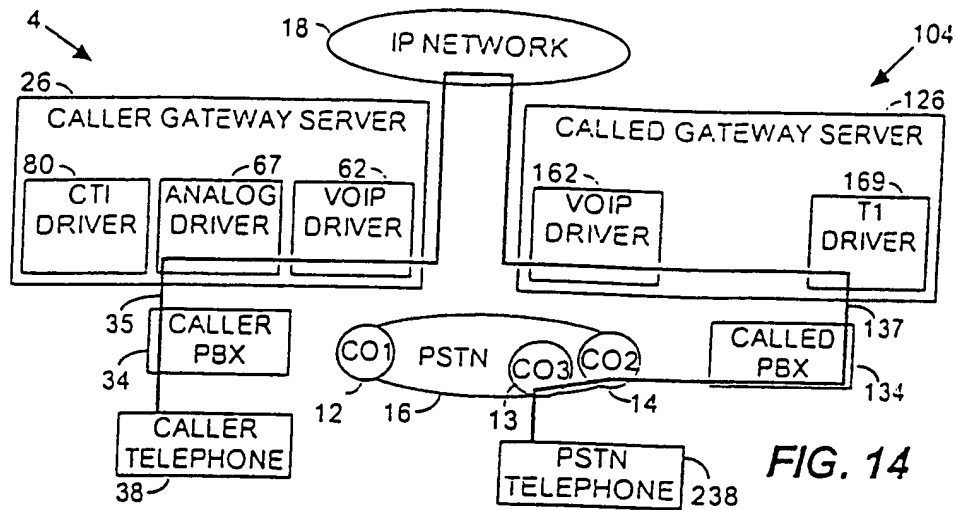 4
18
IP NETWORK
104
26
126
CALLER GATEWAY SERVER
CALLED GATEWAY SERVER
80
67
62
162
169
CTI
DRIVER
ANALOG
DRIVER
VOIP
DRIVER
VOIP
DRIVER
T1
DRIVER
35
137
CALLER
PBX
34
CO1
PSTN
CO3
CO2
CALLED
PBX
134
12
16
13
14
CALLER
TELEPHONE
38
PSTN
TELEPHONE
238
FIG. 14